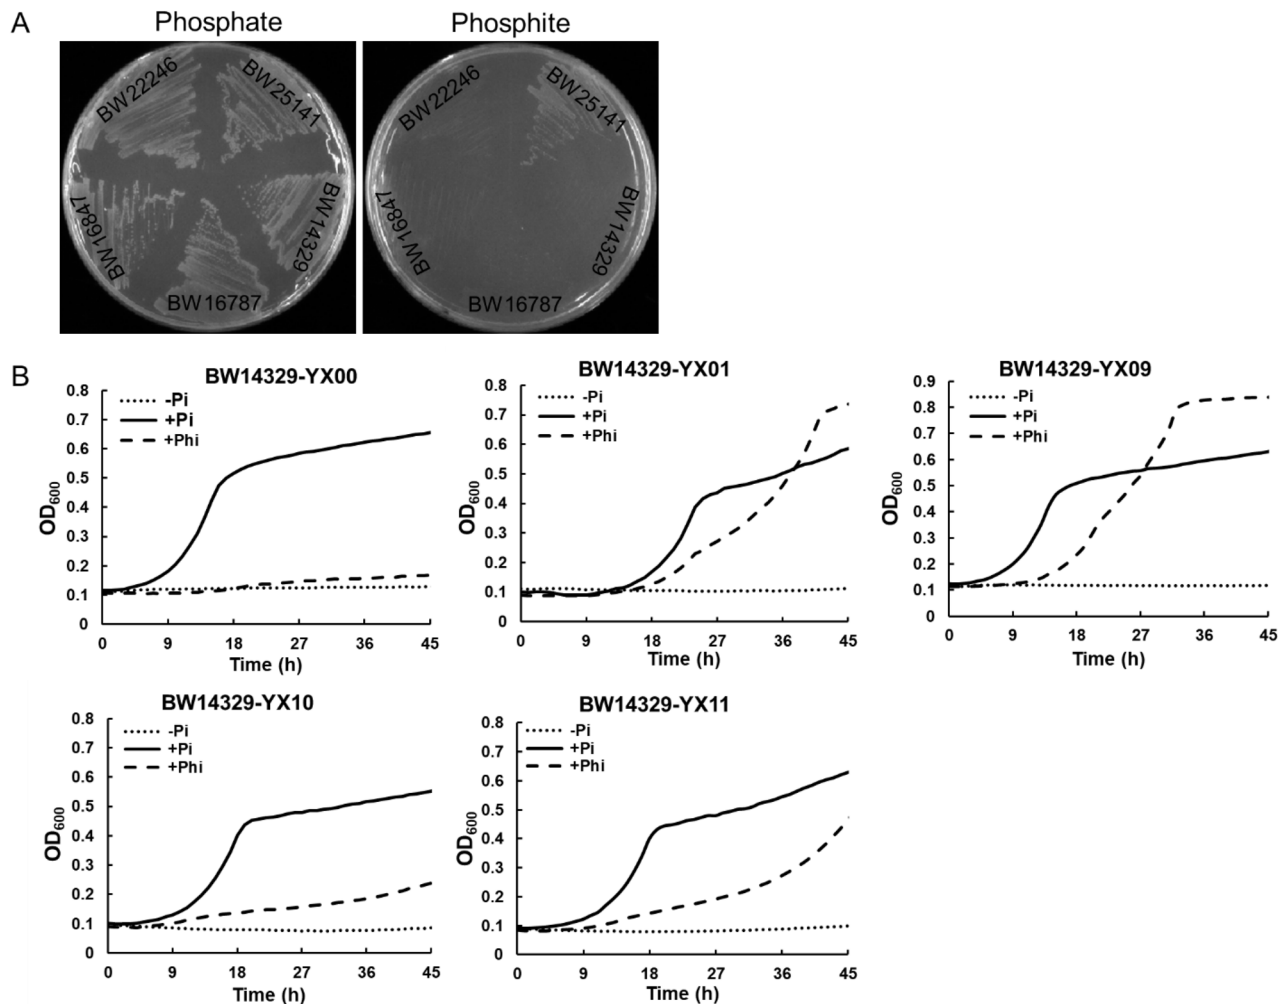 A
Phosphate
Phosphite
BW22246
BW25141
BW16847
BW14329
BW16787
BW22246
BW25141
BW16847
BW14329
BW16787
B
BW14329-YX00
-Pi
+Pi
+Phi
OD600
0.8
0.7
0.6
0.5
0.4
0.3
0.2
0.1
0
0 9 18 27 36 45
Time (h)
BW14329-YX01
-Pi
+Pi
+Phi
OD600
0.8
0.7
0.6
0.5
0.4
0.3
0.2
0.1
0
0 9 18 27 36 45
Time (h)
BW14329-YX09
-Pi
+Pi
+Phi
OD600
0.9
0.8
0.7
0.6
0.5
0.4
0.3
0.2
0.1
0
0 9 18 27 36 45
Time (h)
BW14329-YX10
-Pi
+Pi
+Phi
OD600
0.8
0.7
0.6
0.5
0.4
0.3
0.2
0.1
0
0 9 18 27 36 45
Time (h)
BW14329-YX11
-Pi
+Pi
+Phi
OD600
0.8
0.7
0.6
0.5
0.4
0.3
0.2
0.1
0
0 9 18 27 36 45
Time (h)